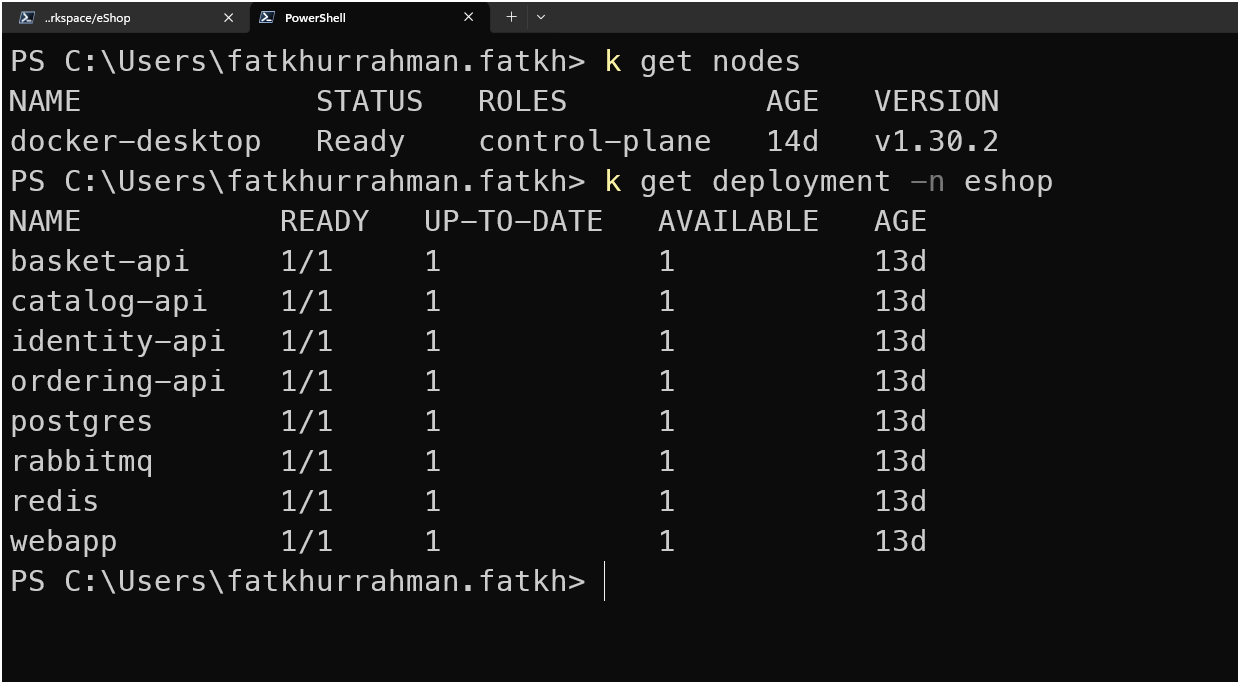 ..rkspace/eShop PowerShell
PS C:\Users\fatkhurrahman.fatkh> k get nodes
NAME STATUS ROLES AGE VERSION
docker-desktop Ready control-plane 14d v1.30.2
PS C:\Users\fatkhurrahman.fatkh> k get deployment -n eshop
NAME READY UP-TO-DATE AVAILABLE AGE
basket-api 1/1 1 1 13d
catalog-api 1/1 1 1 13d
identity-api 1/1 1 1 13d
ordering-api 1/1 1 1 13d
postgres 1/1 1 1 13d
rabbitmq 1/1 1 1 13d
redis 1/1 1 1 13d
webapp 1/1 1 1 13d
PS C:\Users\fatkhurrahman.fatkh>